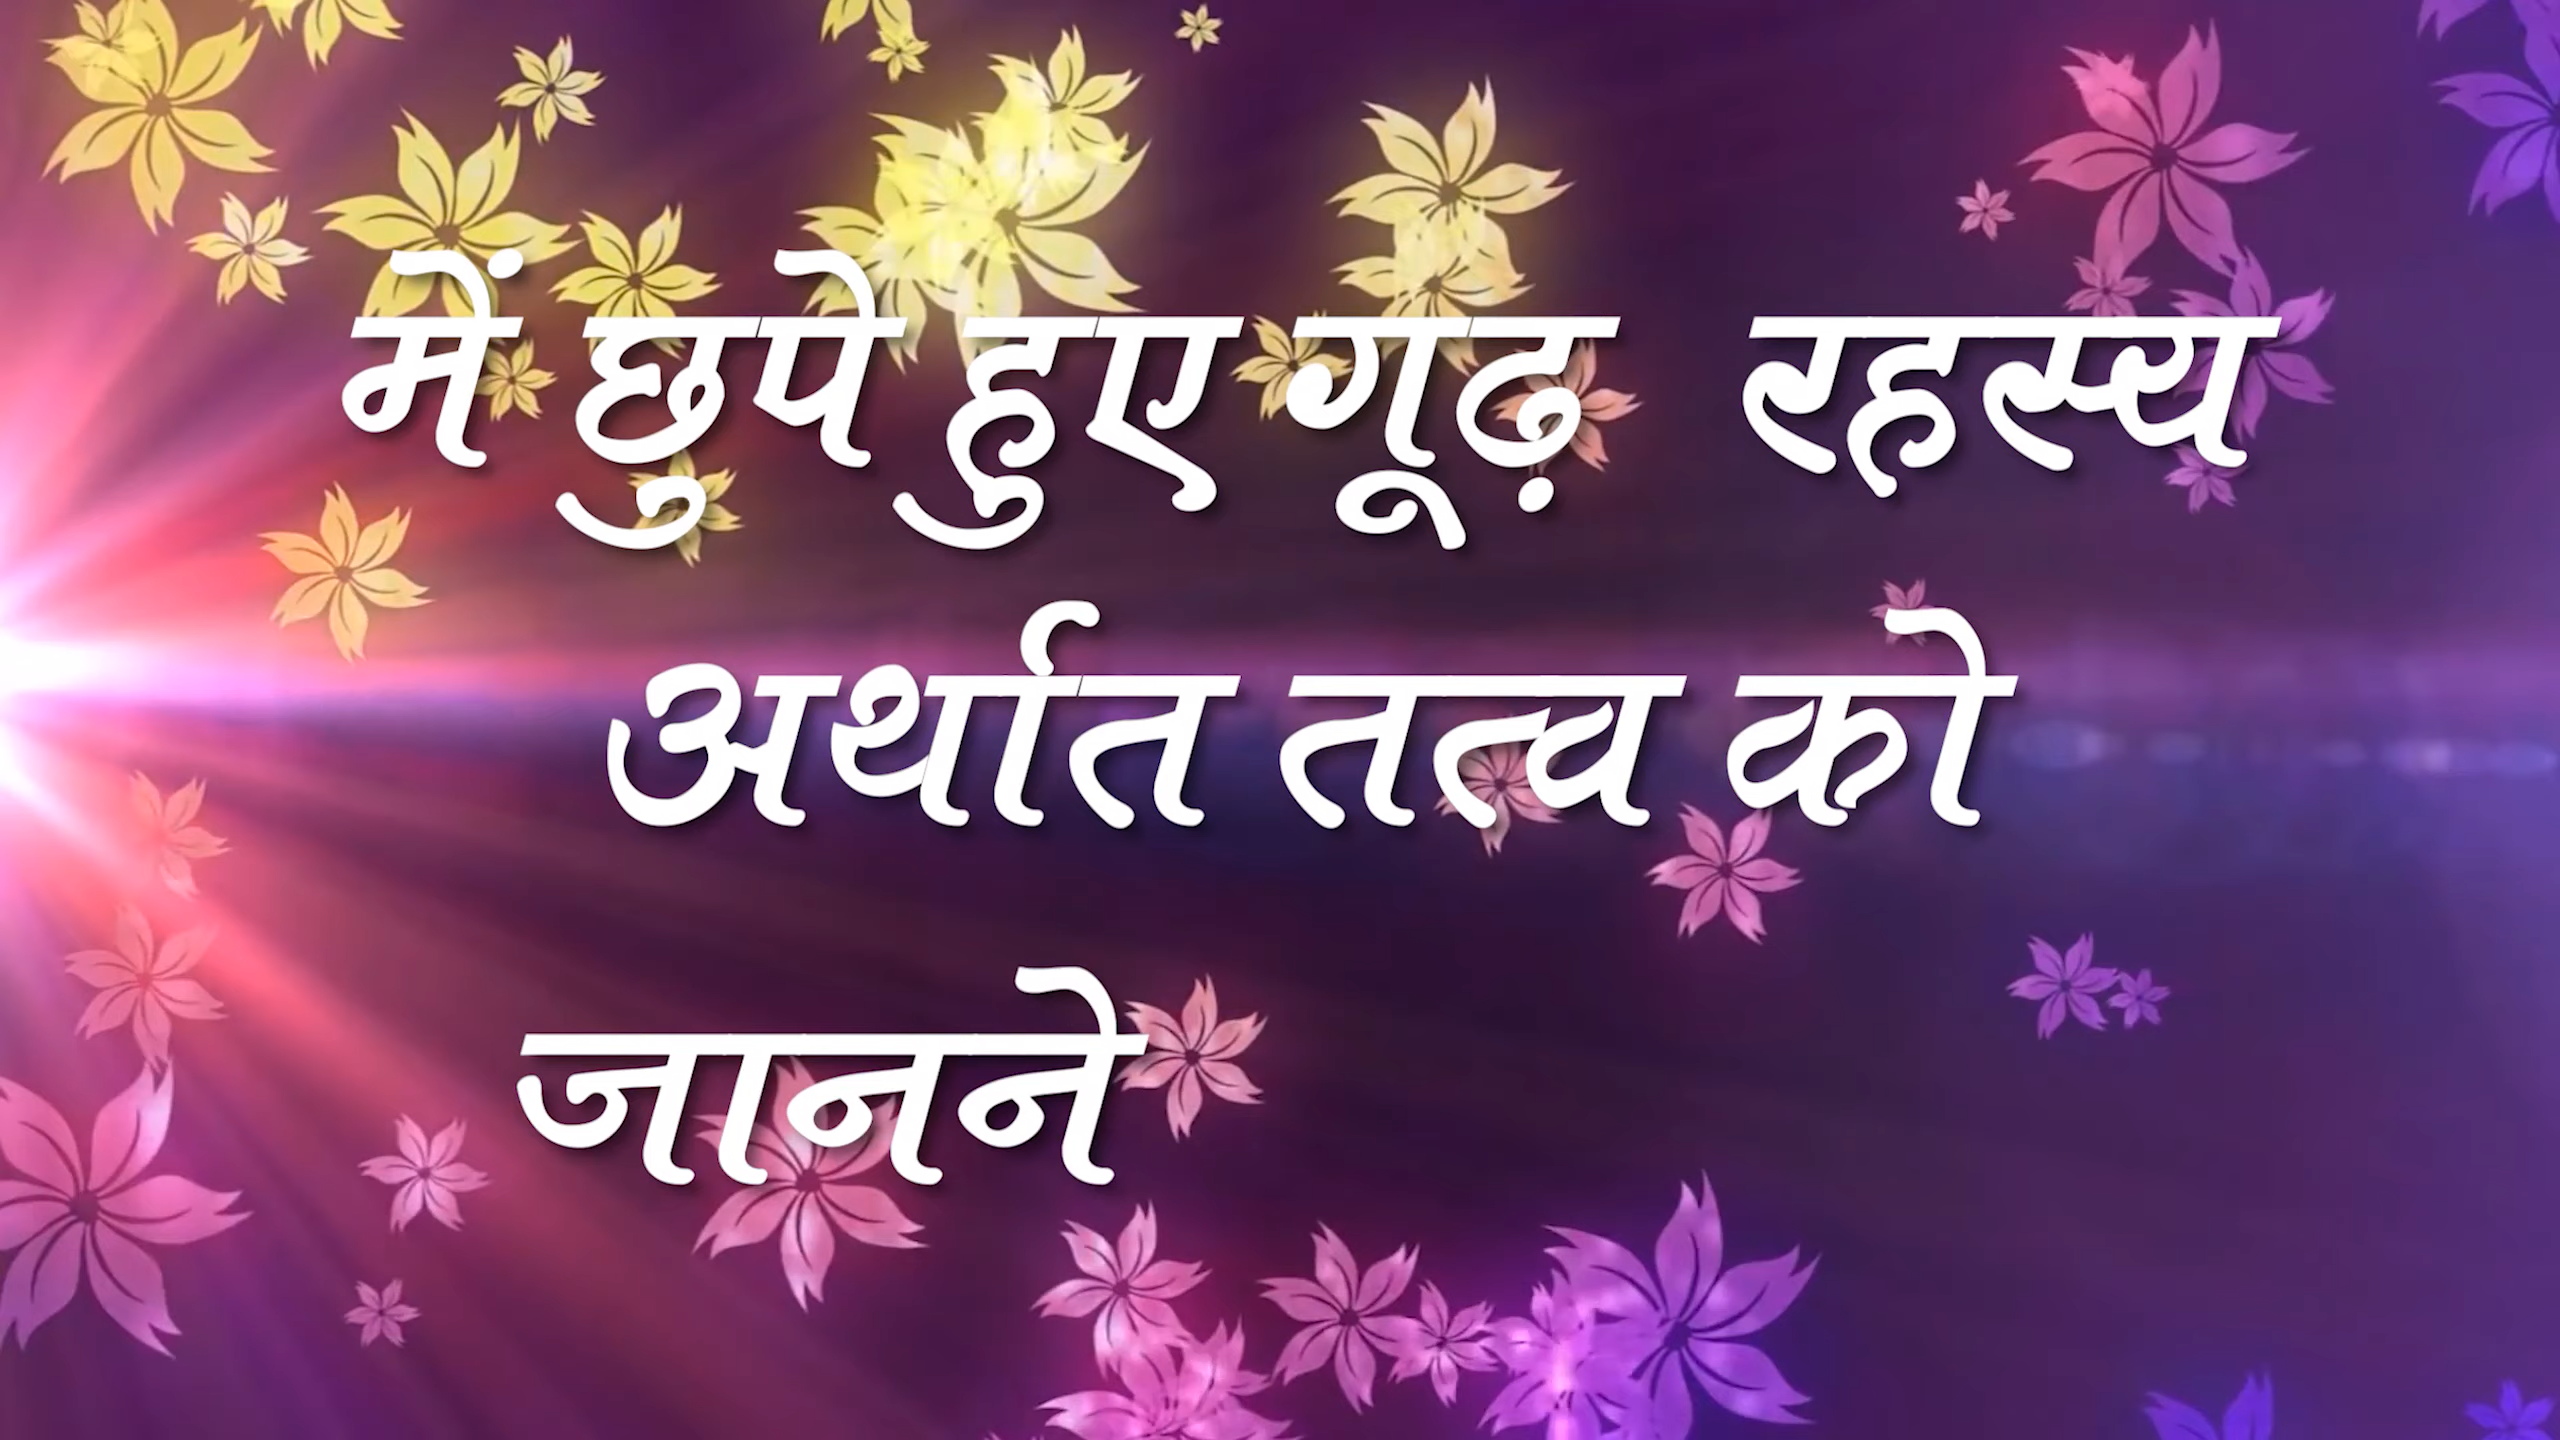 में छुपे हुए गूढ़ रहस्य
अर्थात तत्व को
जानने